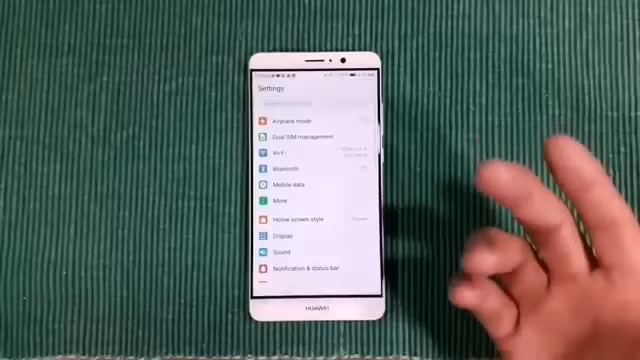 Settings
Airplane mode
Dual SIM management
Wi-Fi
Bluetooth
Mobile data
More
Home screen style
Display
Sound
Notification & status bar
HUAWEI